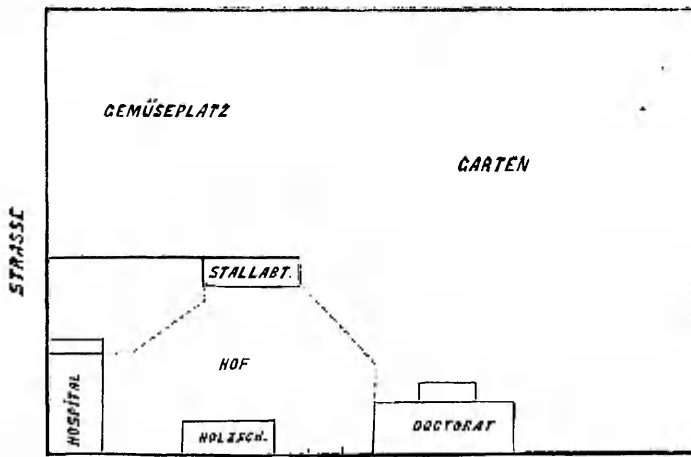 GEMÜSEPLATZ
GARTEN
STRASSE
STALLABT.
HOF
HOSPITAL
HOLZSCH.
DOCTORAT